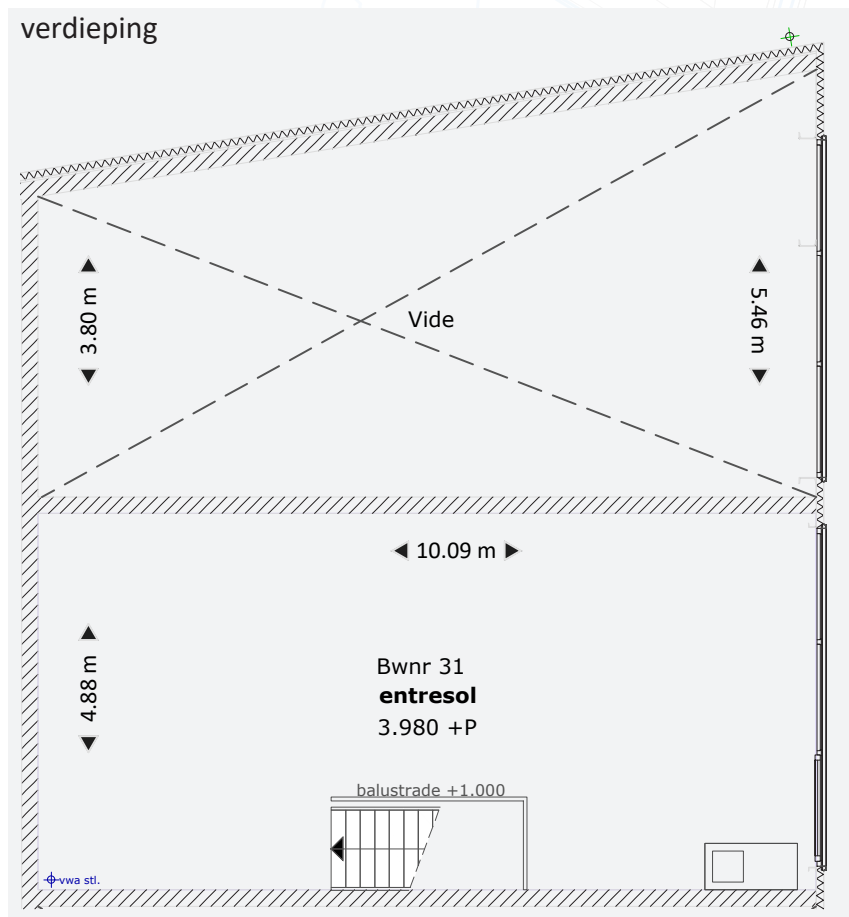 verdieping
3.80 m
Vide
5.46 m
10.09 m
4.88 m
Bwnr 31
entresol
3.980 +P
balustrade +1.000
vwa stl.